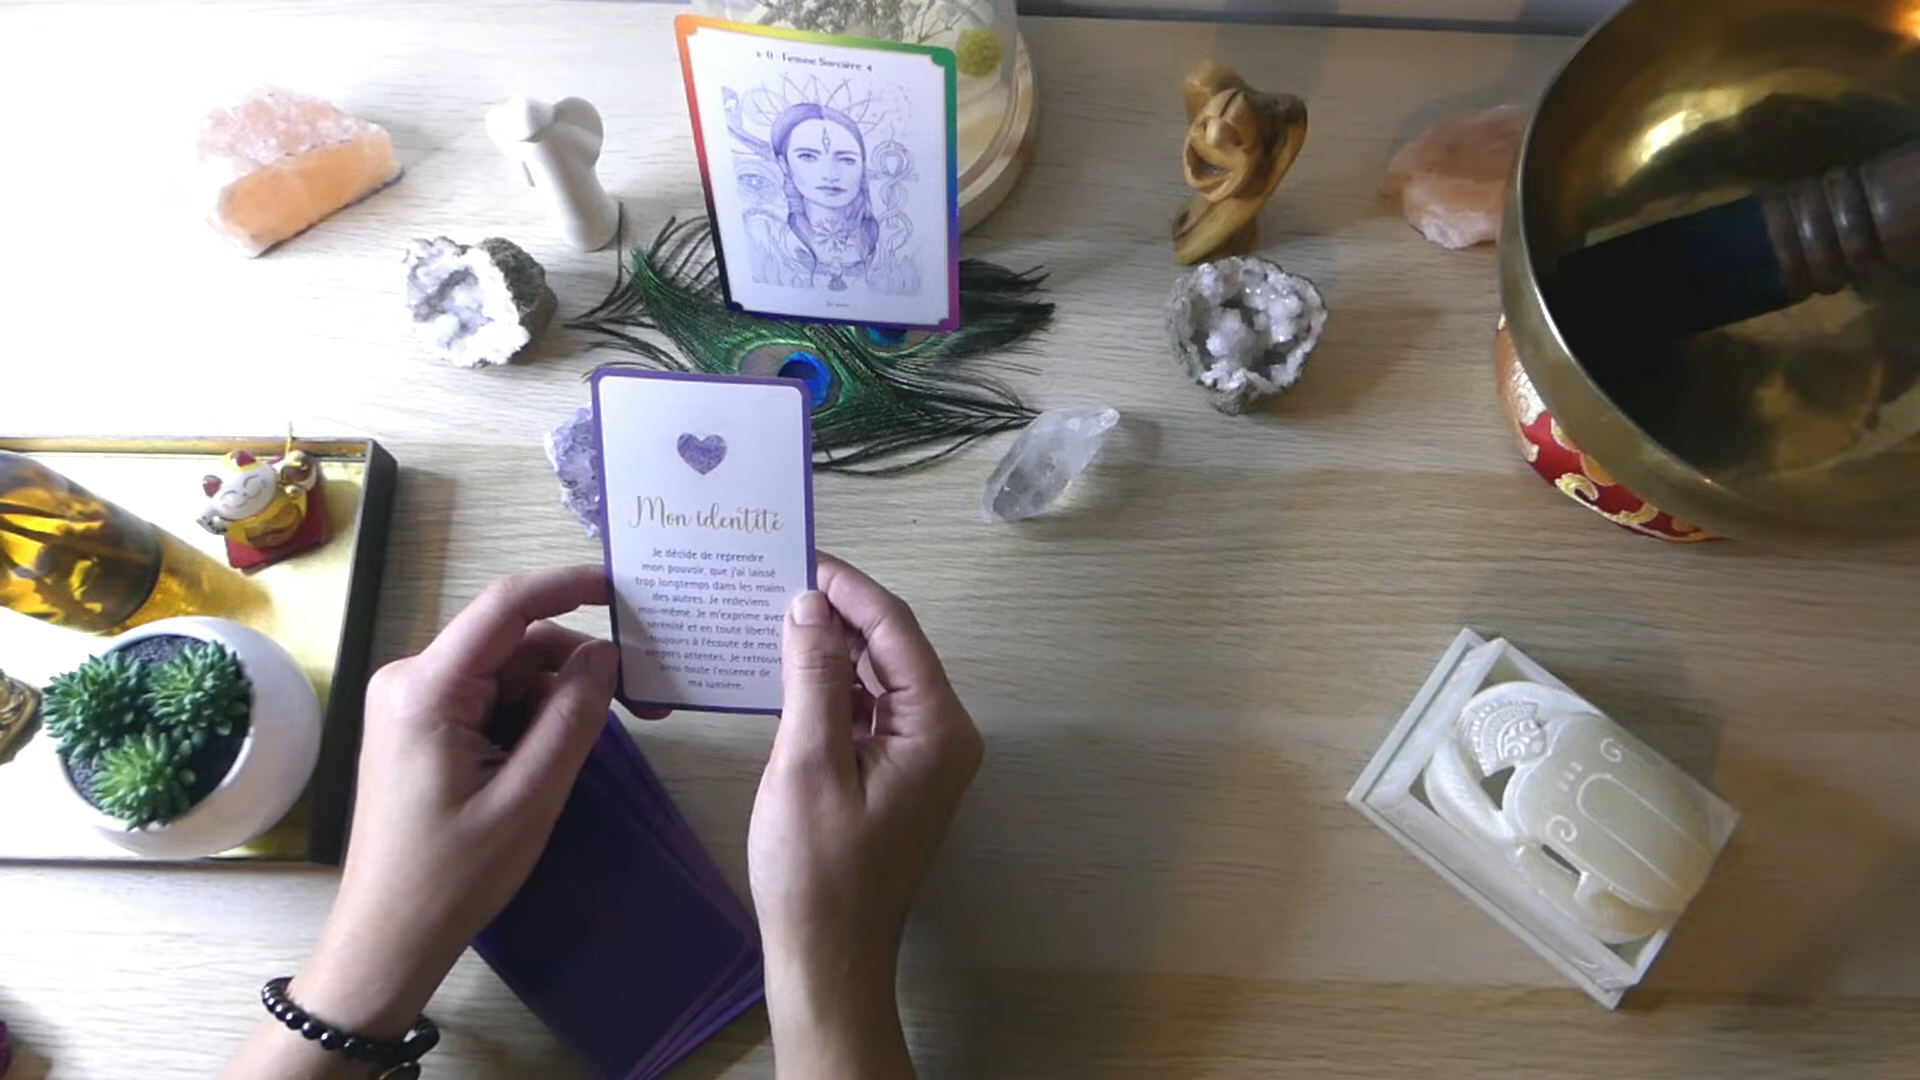 0 - Femme Sorcière
Mon identité
Je décide de reprendre
mon pouvoir, que j'ai laissé
trop longtemps dans les mains
des autres. Je redeviens
moi-même. Je m'exprime avec
sérénité et en toute liberté,
toujours à l'écoute de mes
propres attentes. Je retrouve
ainsi toute l'essence de
ma lumière.